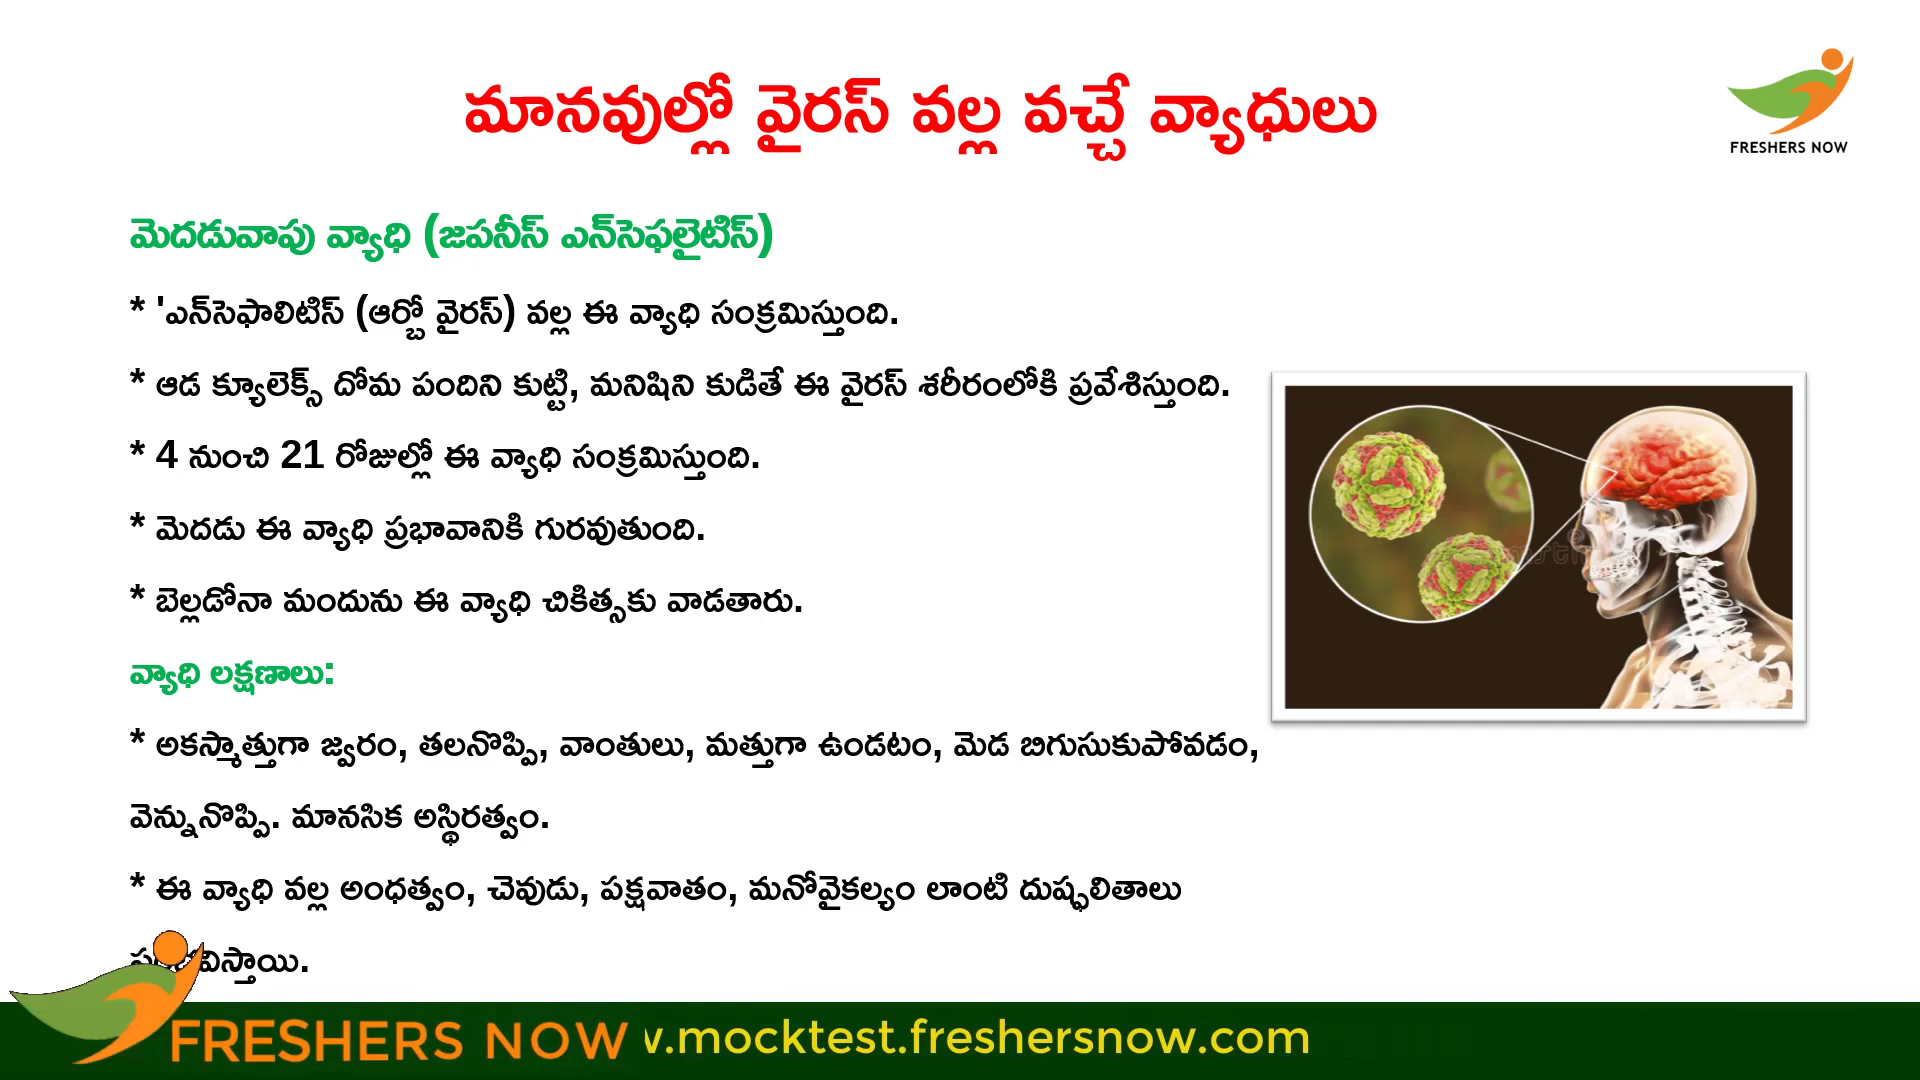 మానవుల్లో వైరస్ వల్ల వచ్చే వ్యాధులు
FRESHERS NOW
మెదడువాపు వ్యాధి (జపనీస్ ఎన్‌సెఫలైటిస్)
* 'ఎన్‌సెఫాలిటిస్ (ఆర్బో వైరస్) వల్ల ఈ వ్యాధి సంక్రమిస్తుంది.
* ఆడ క్యూలెక్స్ దోమ పందిని కుట్టి, మనిషిని కుడితే ఈ వైరస్ శరీరంలోకి ప్రవేశిస్తుంది.
* 4 నుంచి 21 రోజుల్లో ఈ వ్యాధి సంక్రమిస్తుంది.
* మెదడు ఈ వ్యాధి ప్రభావానికి గురవుతుంది.
* బెల్లడోనా మందును ఈ వ్యాధి చికిత్సకు వాడతారు.
వ్యాధి లక్షణాలు:
* అకస్మాత్తుగా జ్వరం, తలనొప్పి, వాంతులు, మత్తుగా ఉండటం, మెడ బిగుసుకుపోవడం,
వెన్నునొప్పి. మానసిక అస్థిరత్వం.
* ఈ వ్యాధి వల్ల అంధత్వం, చెవుడు, పక్షవాతం, మనోవైకల్యం లాంటి దుష్ఫలితాలు
FRESHERS NOW
w.mocktest.freshersnow.com